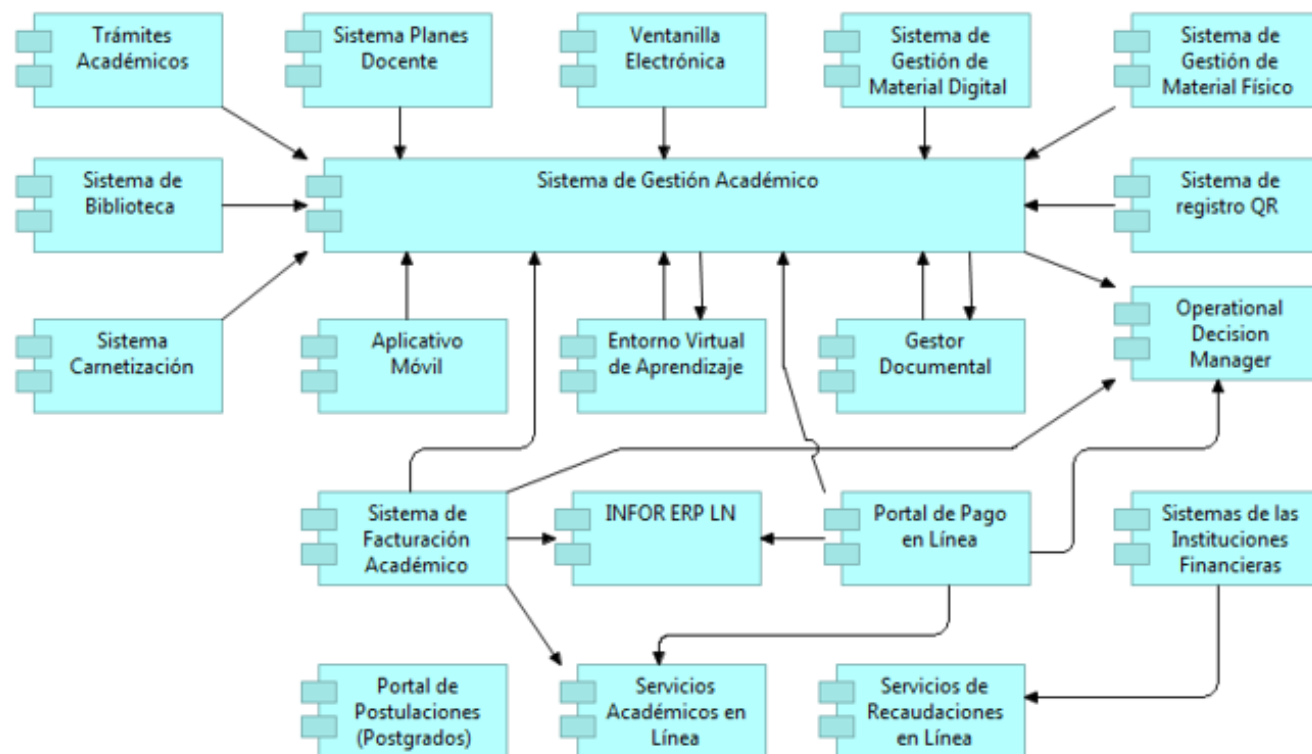 Trámites
Académicos
Sistema Planes
Docente
Ventanilla
Electrónica
Sistema de
Gestión de
Material Digital
Sistema de
Gestión de
Material Físico
Sistema de
Biblioteca
Sistema de Gestión Académico
Sistema de
registro QR
Sistema
Carnetización
Aplicativo
Móvil
Entorno Virtual
de Aprendizaje
Gestor
Documental
Operational
Decision
Manager
Sistema de
Facturación
Académico
INFOR ERP LN
Portal de Pago
en Línea
Sistemas de las
Instituciones
Financieras
Portal de
Postulaciones
(Postgrados)
Servicios
Académicos en
Línea
Servicios de
Recaudaciones
en Línea